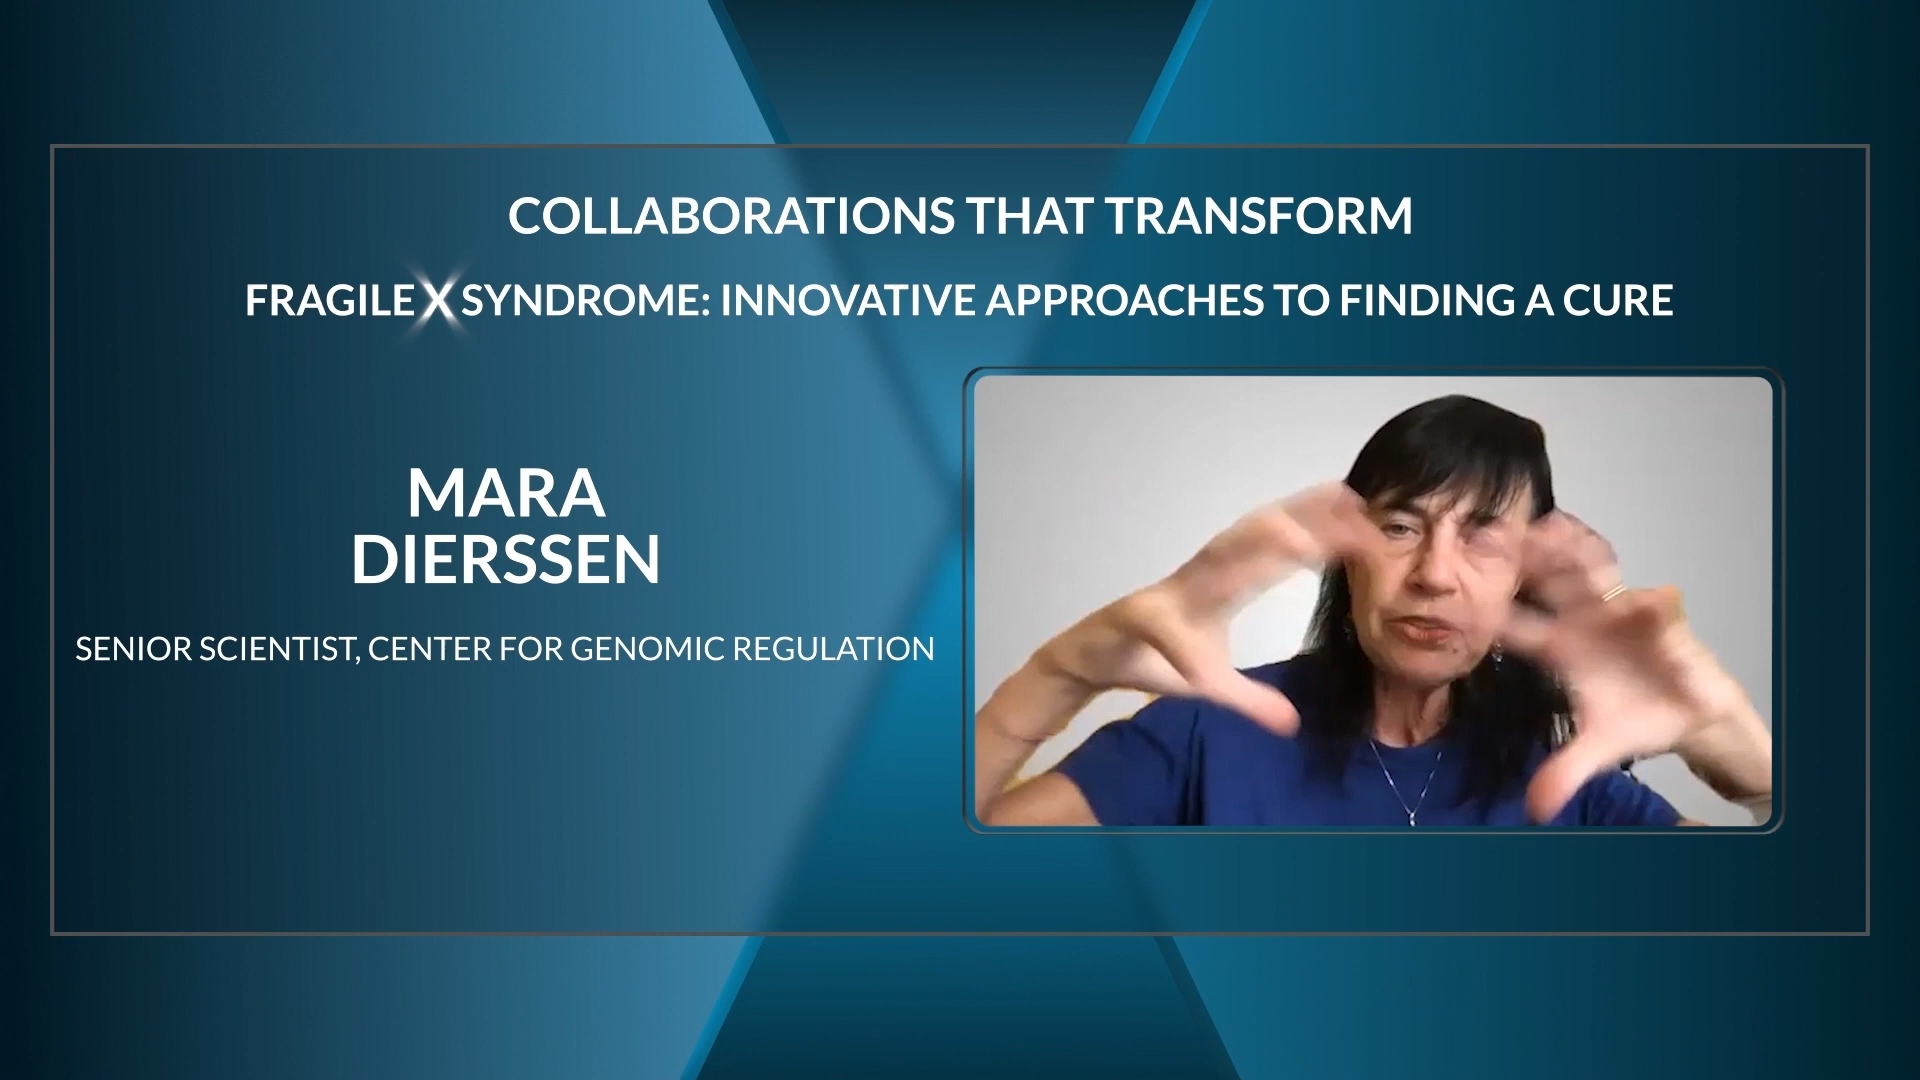 COLLABORATIONS THAT TRANSFORM
FRAGILE X SYNDROME: INNOVATIVE APPROACHES TO FINDING A CURE
MARA
DIERSSEN
SENIOR SCIENTIST, CENTER FOR GENOMIC REGULATION